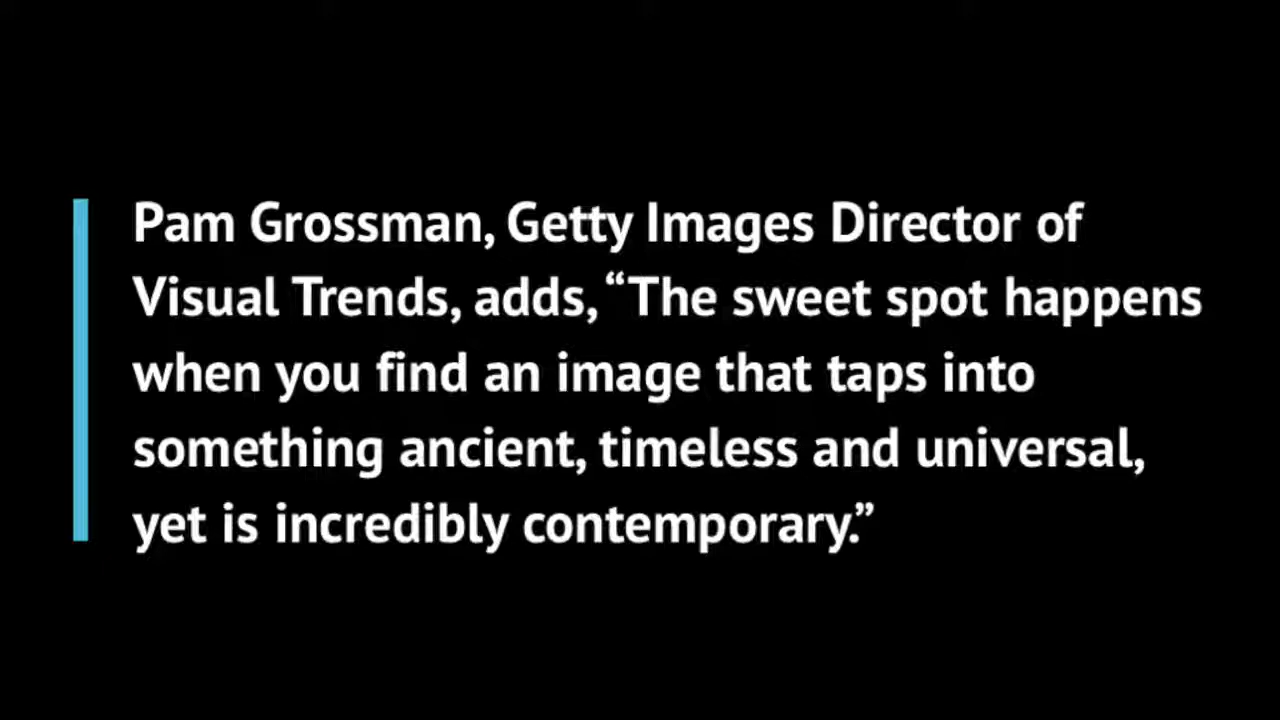 Pam Grossman, Getty Images Director of
Visual Trends, adds, “The sweet spot happens
when you find an image that taps into
something ancient, timeless and universal,
yet is incredibly contemporary.”